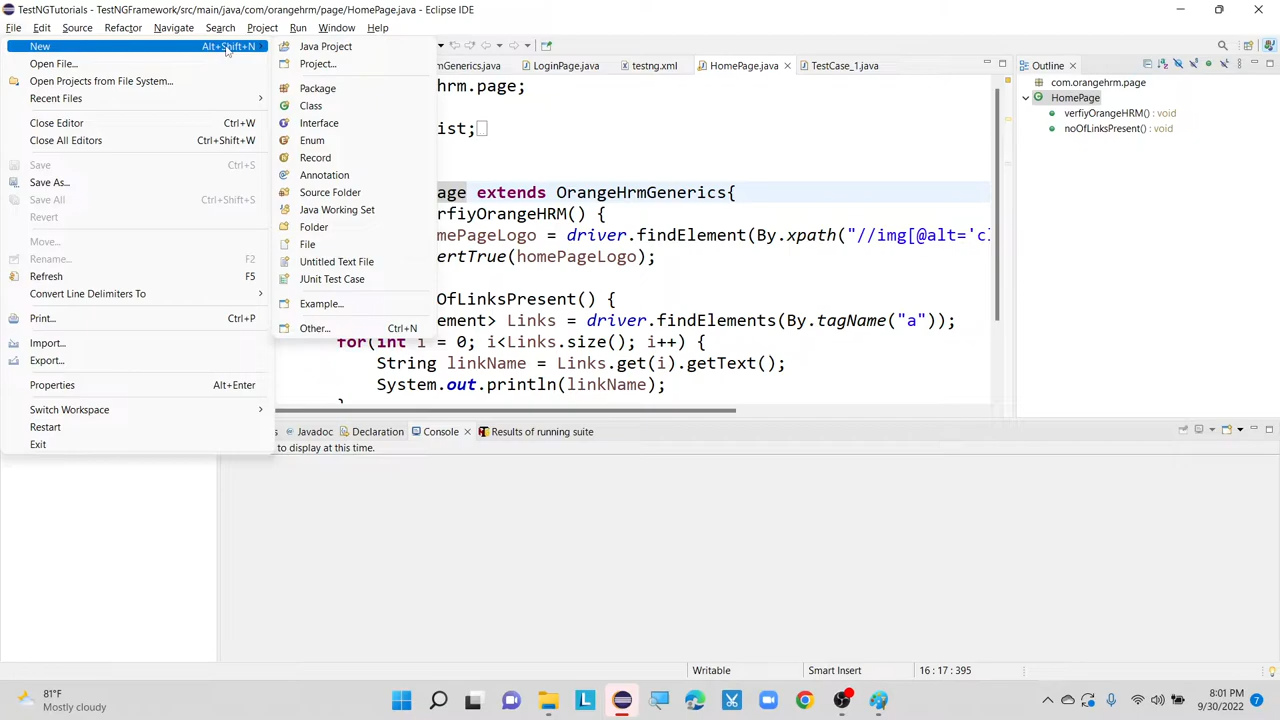 TestNGTutorials - TestNGFramework/src/main/java/com/orangehrm/page/HomePage.java - Eclipse IDE
File Edit Source Refactor Navigate Search Project Run Window Help
New Alt+Shift+N
Open File...
Open Projects from File System...
Recent Files
Close Editor Ctrl+W
Close All Editors Ctrl+Shift+W
Save Ctrl+S
Save As...
Save All Ctrl+Shift+S
Revert
Move...
Rename... F2
Refresh F5
Convert Line Delimiters To
Print... Ctrl+P
Import...
Export...
Properties Alt+Enter
Switch Workspace
Restart
Exit
Java Project
Project...
Package
Class
Interface
Enum
Record
Annotation
Source Folder
Java Working Set
Folder
File
Untitled Text File
JUnit Test Case
Example...
Other... Ctrl+N
mGenerics.java LoginPage.java testng.xml HomePage.java TestCase_1.java
hrm.page;
ist;
age extends OrangeHrmGenerics{
rfiyOrangeHRM() {
mePageLogo = driver.findElement(By.xpath("//img[@alt='cl
ertTrue(homePageLogo);
OfLinksPresent() {
ement> Links = driver.findElements(By.tagName("a"));
for(int i = 0; i<Links.size(); i++) {
String linkName = Links.get(i).getText();
System.out.println(linkName);
}
Outline
com.orangehrm.page
HomePage
verfiyOrangeHRM() : void
noOfLinksPresent() : void
s Javadoc Declaration Console Results of running suite
to display at this time.
Writable Smart Insert 16 : 17 : 395
81°F
Mostly cloudy
8:01 PM
9/30/2022